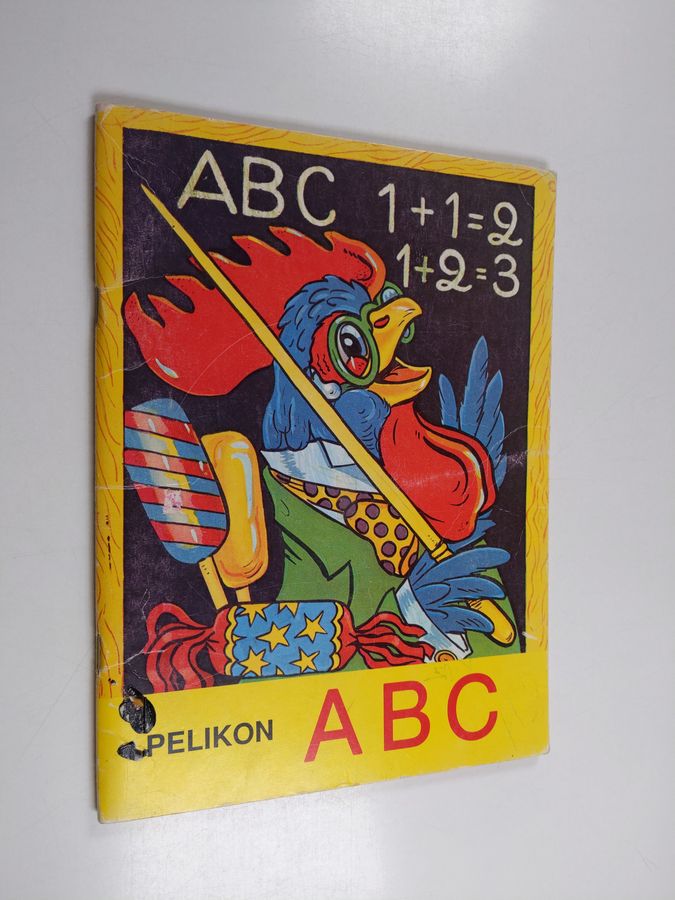 ABC
1+1=2
1+2=3
PELIKON ABC